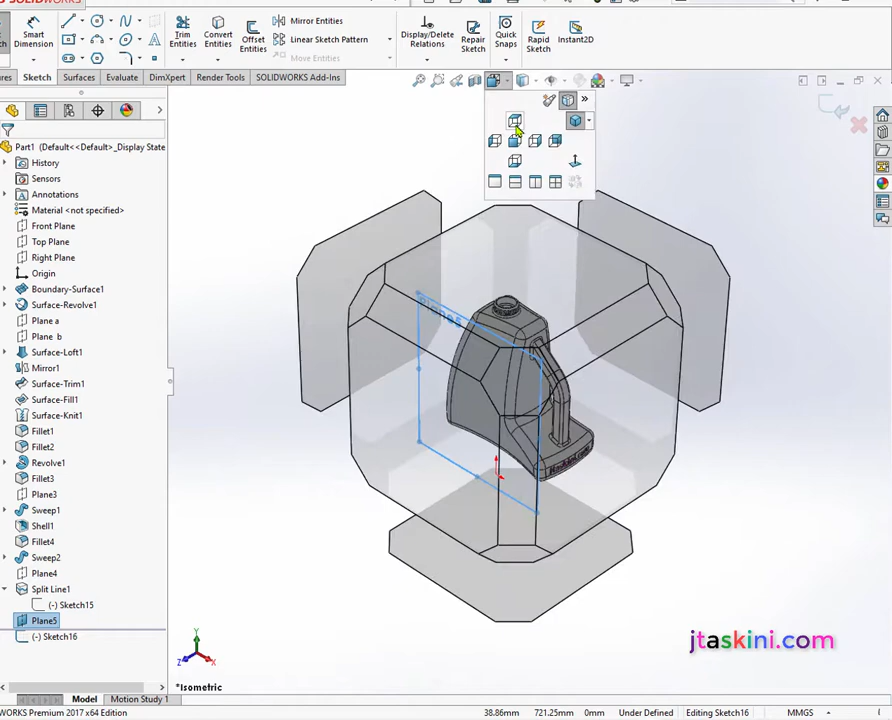 Smart
Dimension
Trim
Entities
Convert
Entities
Offset
Entities
Mirror Entities
Linear Sketch Pattern
Move Entities
Display/Delete
Relations
Repair
Sketch
Quick
Snaps
Rapid
Sketch
Instant2D
Sketch
Surfaces
Evaluate
DimXpert
Render Tools
SOLIDWORKS Add-Ins
Part1 (Default<<Default>_Display State
History
Sensors
Annotations
Material <not specified>
Front Plane
Top Plane
Right Plane
Origin
Boundary-Surface1
Surface-Revolve1
Plane a
Plane b
Surface-Loft1
Mirror1
Surface-Trim1
Surface-Fill1
Surface-Knit1
Fillet1
Fillet2
Revolve1
Fillet3
Plane3
Sweep1
Shell1
Fillet4
Sweep2
Plane4
Split Line1
(-) Sketch15
Plane5
(-) Sketch16
Plane5
Y
Z
X
*Isometric
jtaskini.com
Model
Motion Study 1
WORKS Premium 2017 x64 Edition
38.86mm
721.25mm
0mm
Under Defined
Editing Sketch16
MMGS